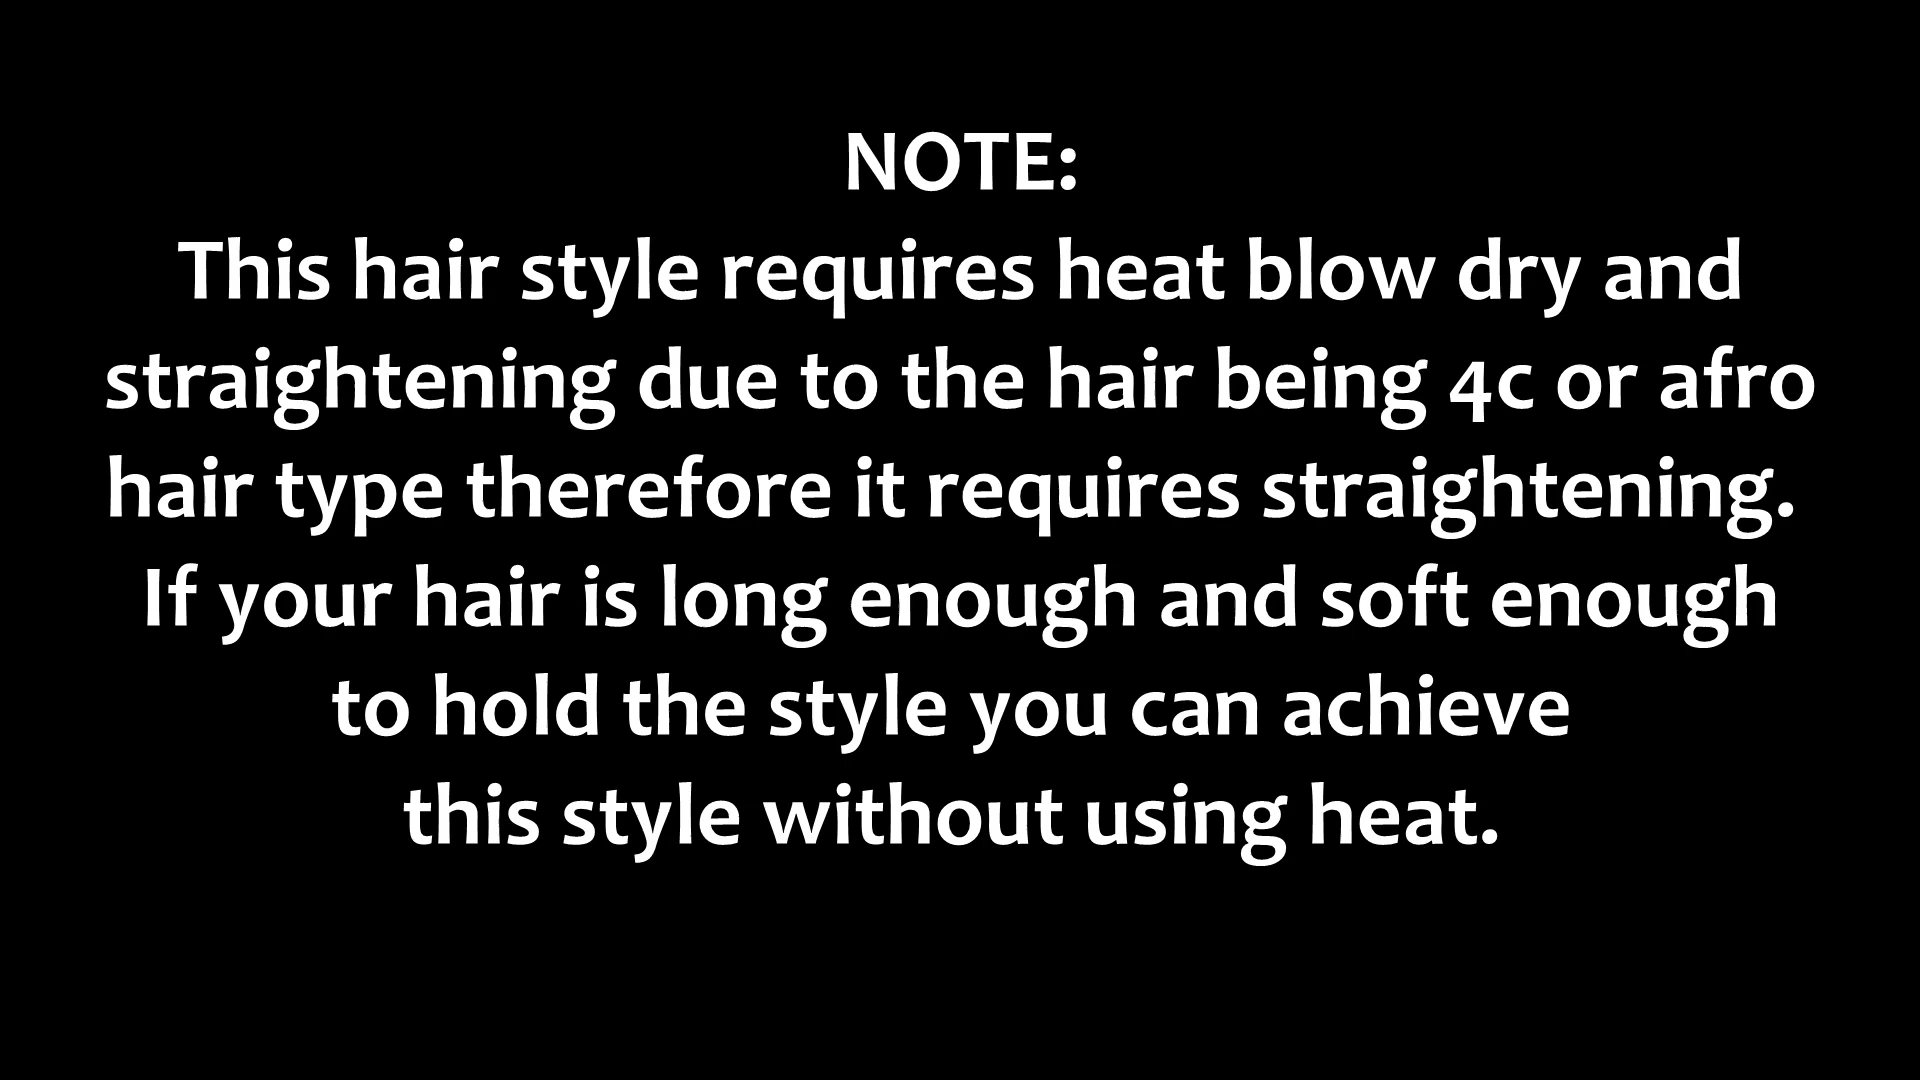 NOTE:
This hair style requires heat blow dry and
straightening due to the hair being 4c or afro
hair type therefore it requires straightening.
If your hair is long enough and soft enough
to hold the style you can achieve
this style without using heat.